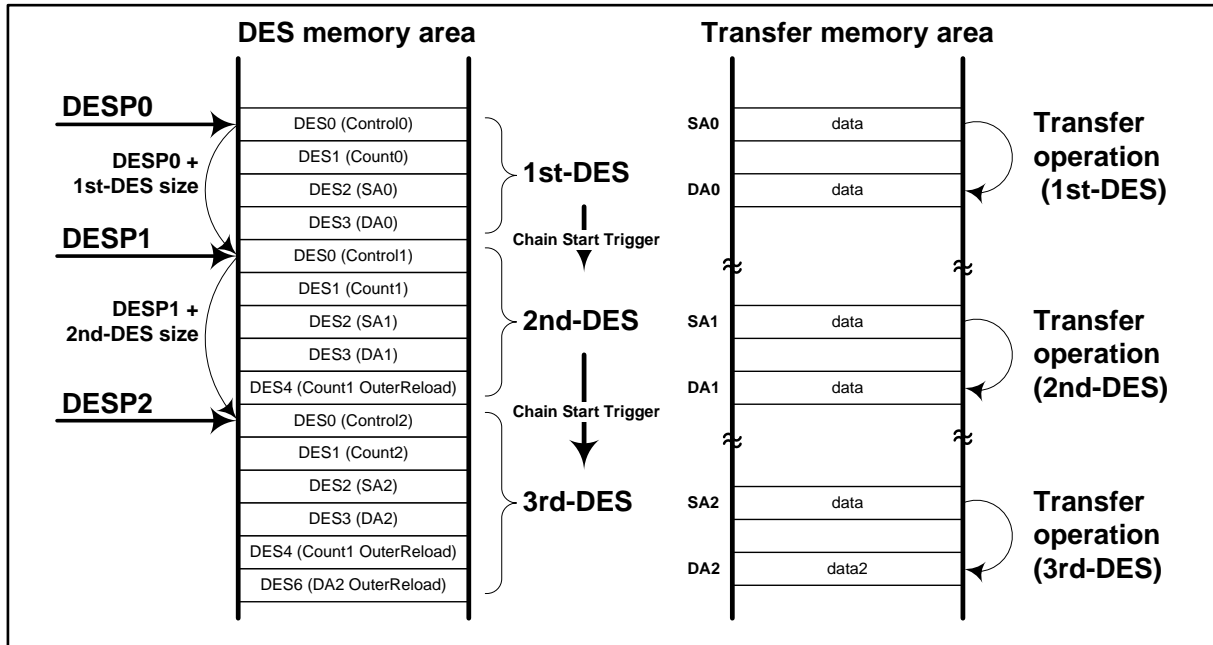 DES memory area
Transfer memory area
DESP0
DESP0 +
1st-DES size
DESP1
DESP1 +
2nd-DES size
DESP2
DES0 (Control0)
DES1 (Count0)
DES2 (SA0)
DES3 (DA0)
DES0 (Control1)
DES1 (Count1)
DES2 (SA1)
DES3 (DA1)
DES4 (Count1 OuterReload)
DES0 (Control2)
DES1 (Count2)
DES2 (SA2)
DES3 (DA2)
DES4 (Count1 OuterReload)
DES6 (DA2 OuterReload)
1st-DES
Chain Start Trigger
2nd-DES
Chain Start Trigger
3rd-DES
SA0
data
DA0
data
Transfer
operation
(1st-DES)
SA1
data
DA1
data
Transfer
operation
(2nd-DES)
SA2
data
DA2
data2
Transfer
operation
(3rd-DES)